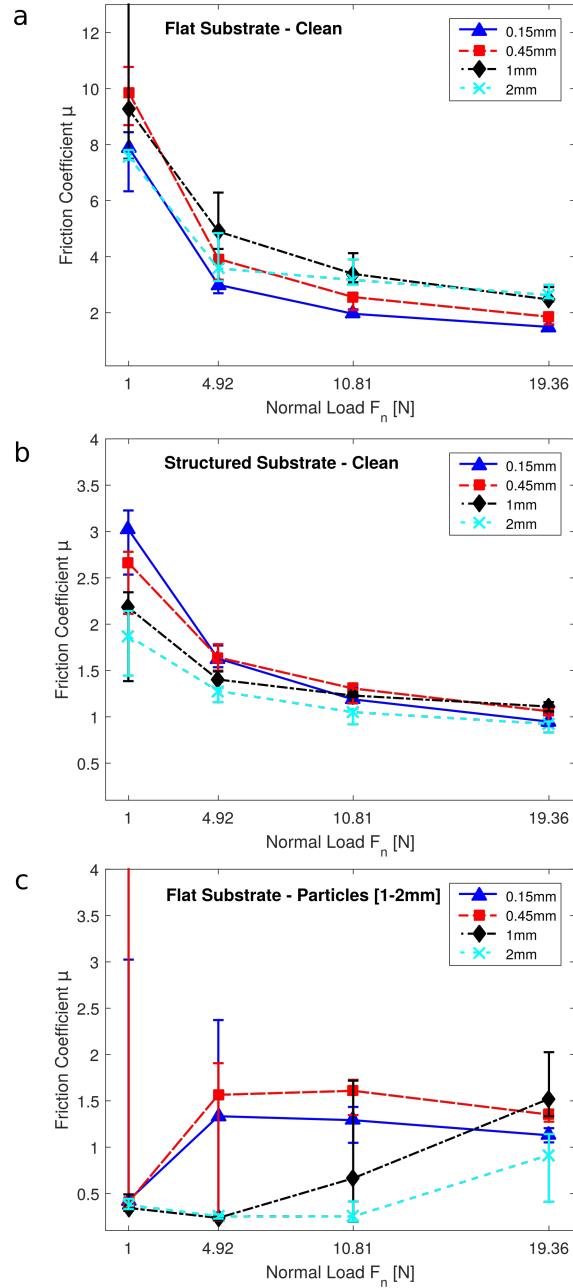 a
Flat Substrate - Clean
0.15mm
0.45mm
1mm
2mm
12
10
8
6
4
2
Friction Coefficient μ
1
4.92
10.81
19.36
Normal Load Fn [N]
b
Structured Substrate - Clean
0.15mm
0.45mm
1mm
2mm
4
3.5
3
2.5
2
1.5
1
0.5
Friction Coefficient μ
1
4.92
10.81
19.36
Normal Load Fn [N]
c
Flat Substrate - Particles [1-2mm]
0.15mm
0.45mm
1mm
2mm
4
3.5
3
2.5
2
1.5
1
0.5
Friction Coefficient μ
1
4.92
10.81
19.36
Normal Load Fn [N]